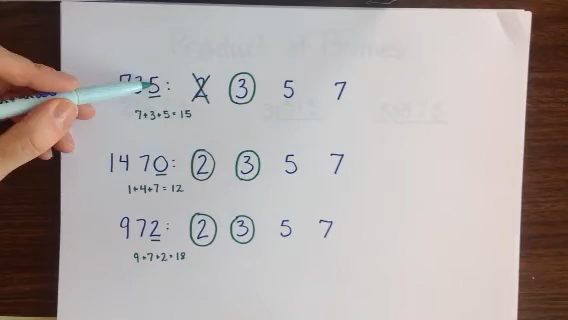 Product of Primes
735: 2 3 5 7
7+3+5=15
1470: 2 3 5 7
1+4+7=12
972: 2 3 5 7
9+7+2=18